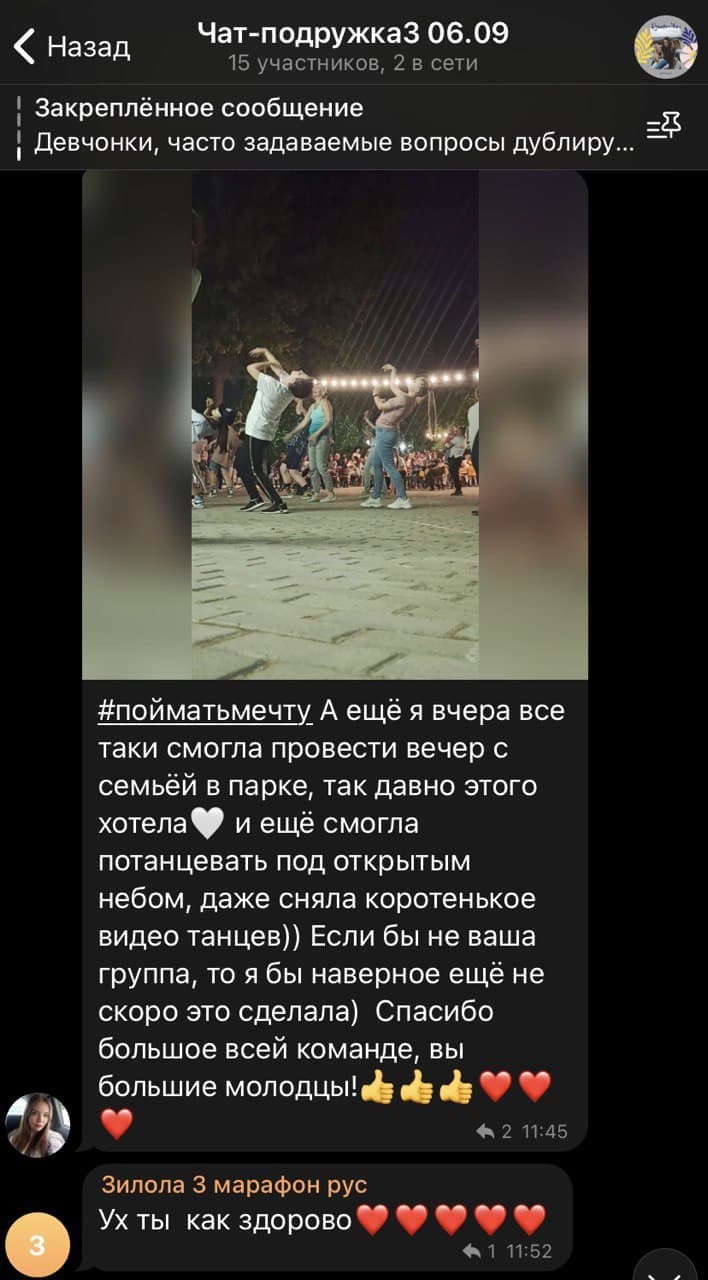 Назад
Чат-подружка3 06.09
15 участников, 2 в сети
Закреплённое сообщение
Девчонки, часто задаваемые вопросы дублиру...
#пойматьмечту А ещё я вчера все
таки смогла провести вечер с
семьёй в парке, так давно этого
хотела🤍 и ещё смогла
потанцевать под открытым
небом, даже сняла коротенькое
видео танцев)) Если бы не ваша
группа, то я бы наверное ещё не
скоро это сделала)  Спасибо
большое всей команде, вы
большие молодцы!👍👍👍❤️❤️
❤️
2 11:45
Зилола 3 марафон рус
Ух ты  как здорово❤️❤️❤️❤️❤️
1 11:52
З